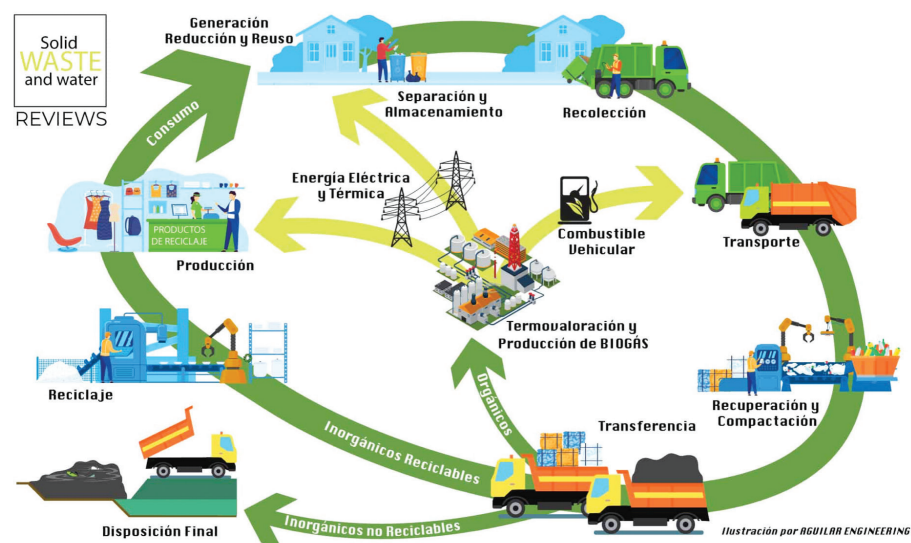 Solid
WASTE
and water
REVIEWS
Generación
Reducción y Reuso
Separación y
Almacenamiento
Recolección
Consumo
Energía Eléctrica
y Térmica
PRODUCTOS
DE RECICLAJE
Producción
Combustible
Vehicular
Transporte
Termovaloración y
Producción de BIOGÁS
Reciclaje
Orgánicos
Recuperación y
Compactación
Transferencia
Inorgánicos Reciclables
Disposición Final
Inorgánicos no Reciclables
Ilustración por AGUILAR ENGINEERING